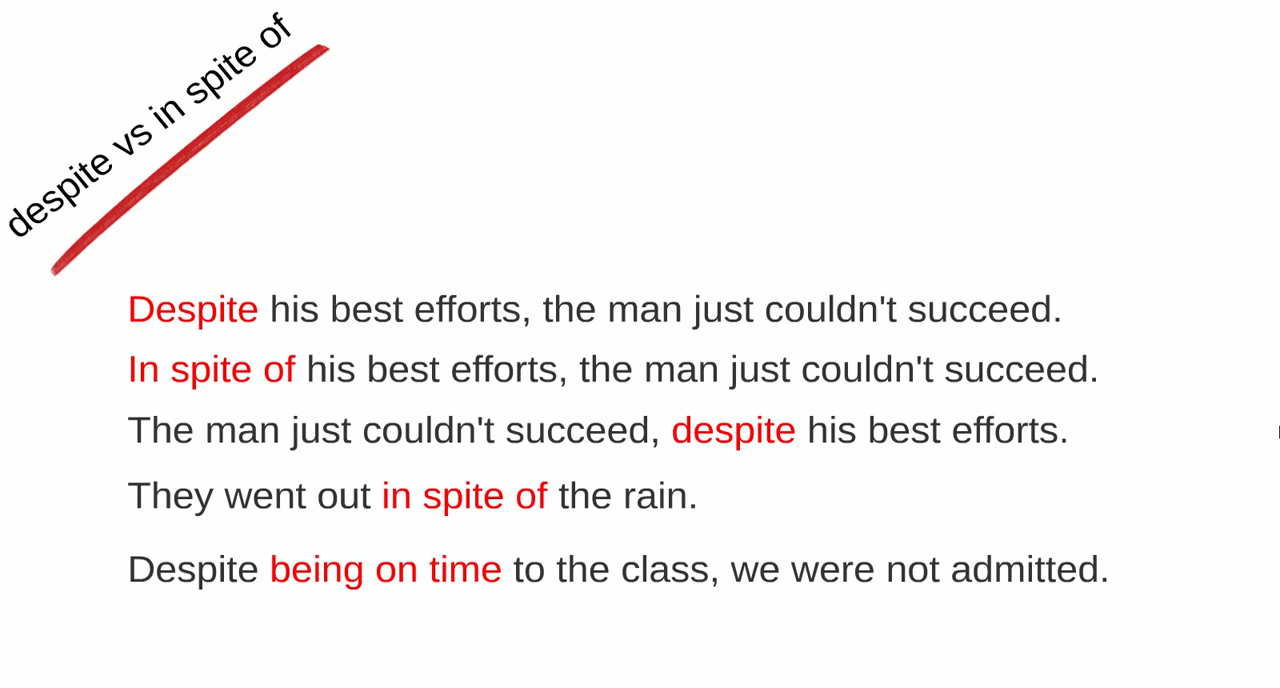 despite vs in spite of
Despite his best efforts, the man just couldn't succeed.
In spite of his best efforts, the man just couldn't succeed.
The man just couldn't succeed, despite his best efforts.
They went out in spite of the rain.
Despite being on time to the class, we were not admitted.